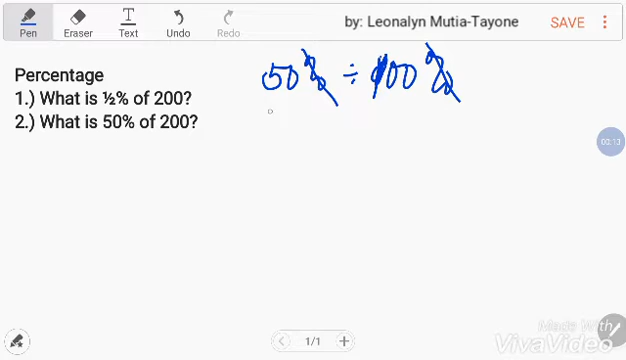 Pen
Eraser
Text
Undo
Redo
by: Leonalyn Mutia-Tayone
SAVE
Percentage
1.) What is ½% of 200?
2.) What is 50% of 200?
50% ÷ 100%
00:13
1/1
Made With
VivaVideo